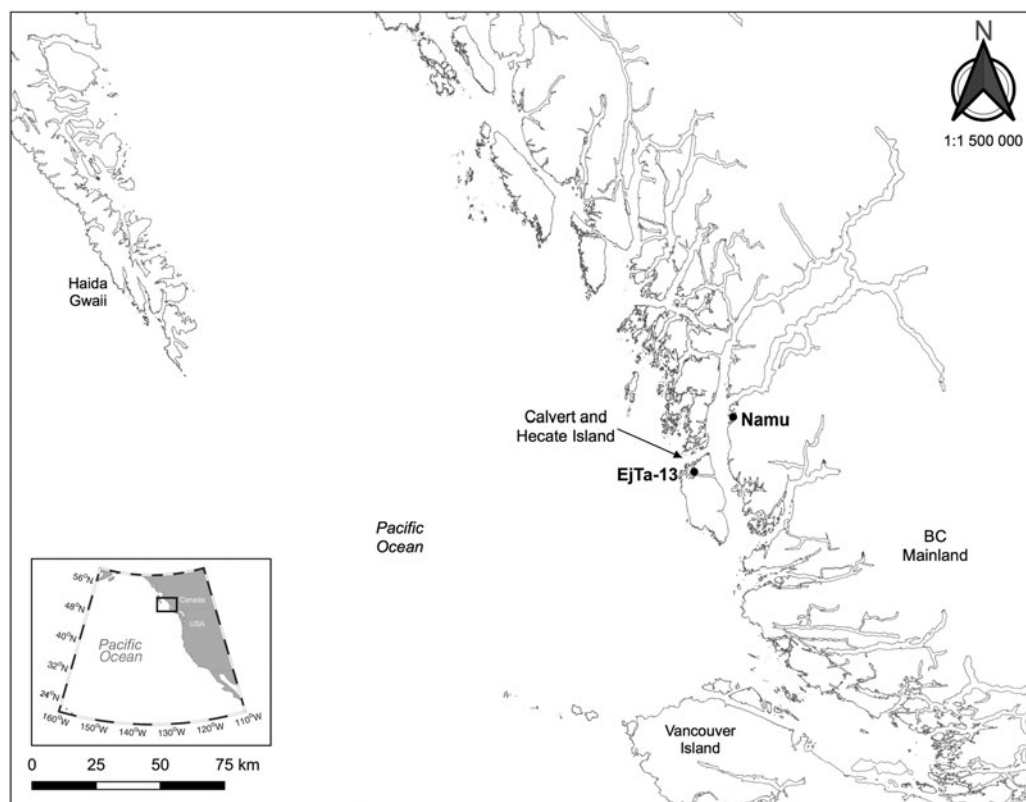 N
1:1 500 000
Haida
Gwaii
Calvert and
Hecate Island
Namu
EjTa-13
Pacific
Ocean
BC
Mainland
56°N
48°N
40°N
32°N
24°N
Canada
USA
Pacific
Ocean
160°W
150°W
140°W
130°W
120°W
110°W
Vancouver
Island
0 25 50 75 km